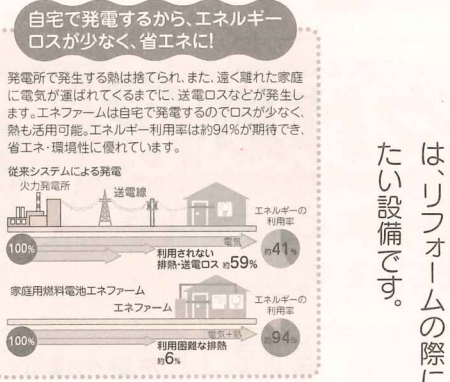 自宅で発電するから、エネルギー
ロスが少なく、省エネに!
発電所で発生する熱は捨てられ、また、遠く離れた家庭
に電気が運ばれてくるまでに、送電ロスなどが発生し
ます。エネファームは自宅で発電するのでロスが少なく、
熱も活用可能。エネルギー利用率は約94%が期待でき、
省エネ・環境性に優れています。
従来システムによる発電
火力発電所
送電線
エネルギーの
利用率
100%
電気
約41%
利用されない
排熱・送電ロス 約59%
家庭用燃料電池エネファーム
エネファーム
エネルギーの
利用率
100%
電気+熱
約94%
利用困難な排熱
約6%
は、リフォームの際に
たい設備です。